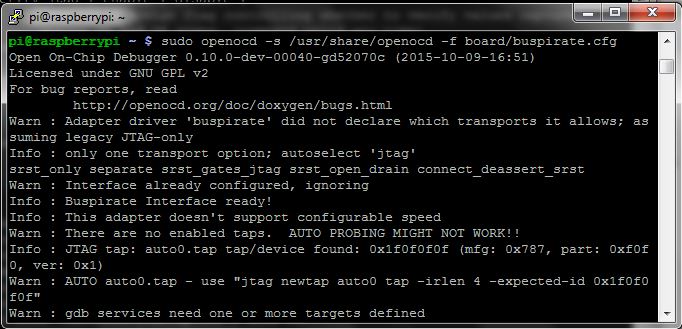 pi@raspberrypi: ~
pi@raspberrypi ~ $ sudo openocd -s /usr/share/openocd -f board/buspirate.cfg
Open On-Chip Debugger 0.10.0-dev-00040-gd52070c (2015-10-09-16:51)
Licensed under GNU GPL v2
For bug reports, read
        http://openocd.org/doc/doxygen/bugs.html
Warn : Adapter driver 'buspirate' did not declare which transports it allows; as
suming legacy JTAG-only
Info : only one transport option; autoselect 'jtag'
srst_only separate srst_gates_jtag srst_open_drain connect_deassert_srst
Warn : Interface already configured, ignoring
Info : Buspirate Interface ready!
Info : This adapter doesn't support configurable speed
Warn : There are no enabled taps.  AUTO PROBING MIGHT NOT WORK!!
Info : JTAG tap: auto0.tap tap/device found: 0x1f0f0f0f (mfg: 0x787, part: 0xf0f
0, ver: 0x1)
Warn : AUTO auto0.tap - use "jtag newtap auto0 tap -irlen 4 -expected-id 0x1f0f0
f0f"
Warn : gdb services need one or more targets defined